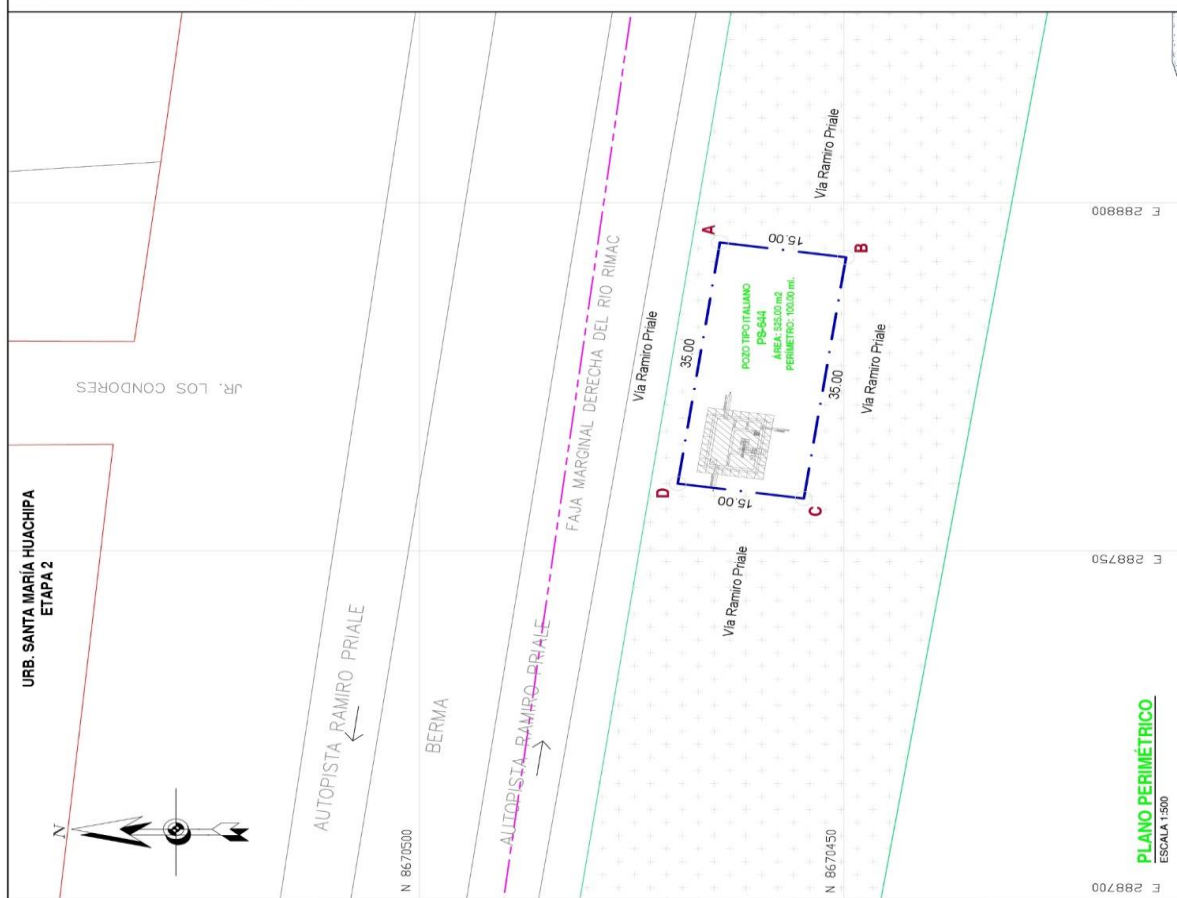 URB. SANTA MARÍA HUACHIPA
ETAPA 2
JR. LOS CONDORES
N
AUTOPISTA RAMIRO PRIALE
BERMA
AUTOPISTA RAMIRO PRIALE
FAJA MARGINAL DERECHA DEL RIO RIMAC
N 8670500
Vía Ramiro Priale
Vía Ramiro Priale
A
15.00
B
35.00
POZO TIPO ITALIANO
PS-644
ÁREA: 525.00 m2
PERÍMETRO: 100.00 ml.
35.00
D
15.00
C
Vía Ramiro Priale
Vía Ramiro Priale
N 8670450
E 288800
E 288750
E 288700
PLANO PERIMÉTRICO
ESCALA 1:500